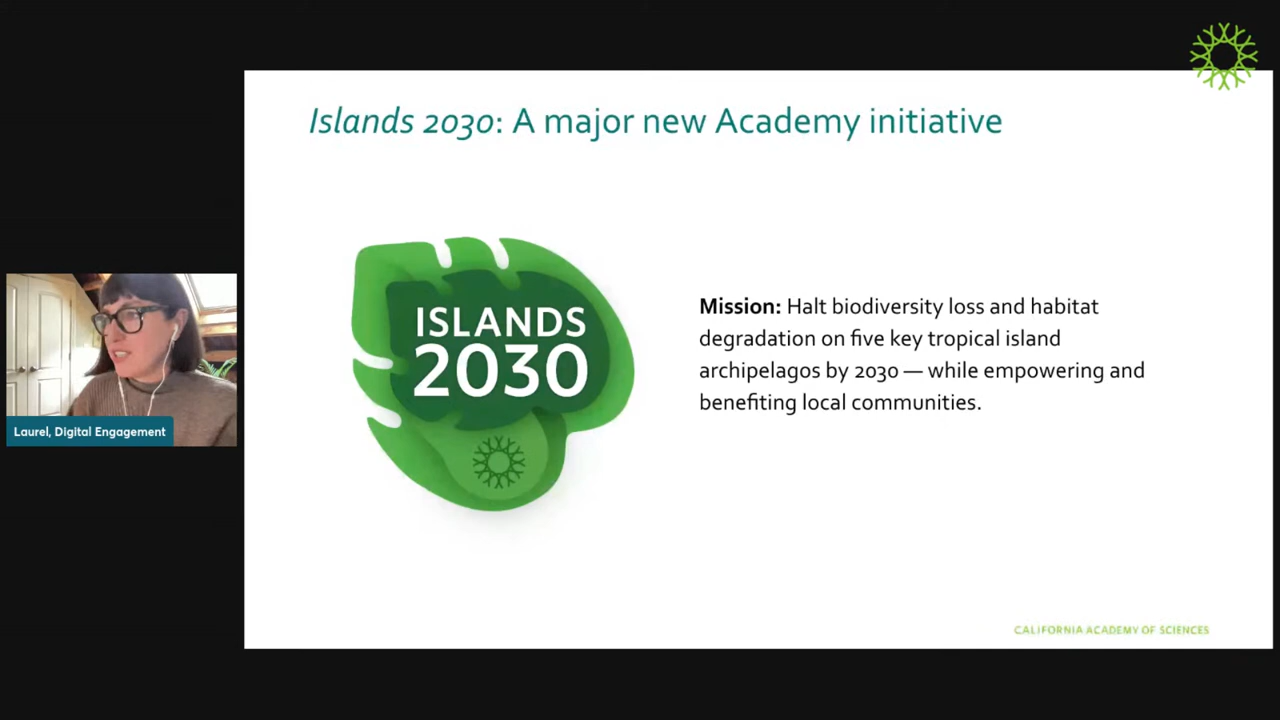 Islands 2030: A major new Academy initiative
ISLANDS
2030
Mission: Halt biodiversity loss and habitat
degradation on five key tropical island
archipelagos by 2030 — while empowering and
benefiting local communities.
Laurel, Digital Engagement
CALIFORNIA ACADEMY OF SCIENCES